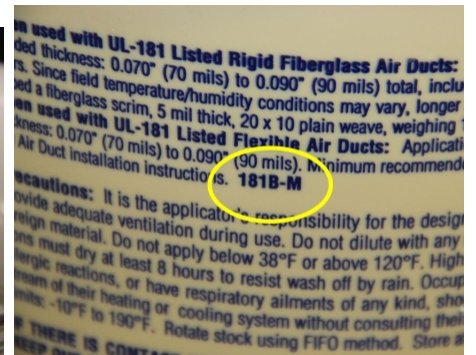 en used with UL-181 Listed Rigid Fiberglass Air Ducts:
ded thickness: 0.070" (70 mils) to 0.090" (90 mils) total, inclu
rs. Since field temperature/humidity conditions may vary, longer
ed a fiberglass scrim, 5 mil thick, 20 x 10 plain weave, weighing
en used with UL-181 Listed Flexible Air Ducts: Applicati
kness: 0.070" (70 mils) to 0.090" (90 mils). Minimum recommende
Air Duct installation instructions. 181B-M
ecautions: It is the applicator's responsibility for the design
ovide adequate ventilation during use. Do not dilute with any
reign material. Do not apply below 38°F or above 120°F. High
ons must dry at least 8 hours to resist wash off by rain. Occup
lergic reactions, or have respiratory ailments of any kind, sho
eam of their heating or cooling system without consulting thei
mits: -10°F to 190°F. Rotate stock using FIFO method. Store a
F THERE IS CONTA
KEEP OUT